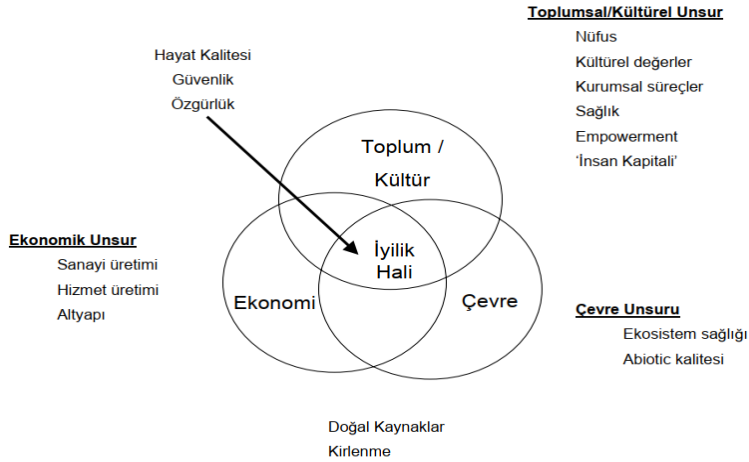 Toplumsal/Kültürel Unsur
Nüfus
Kültürel değerler
Kurumsal süreçler
Sağlık
Empowerment
‘İnsan Kapitali’
Hayat Kalitesi
Güvenlik
Özgürlük
Toplum /
Kültür
İyilik
Hali
Ekonomi
Çevre
Ekonomik Unsur
Sanayi üretimi
Hizmet üretimi
Altyapı
Çevre Unsuru
Ekosistem sağlığı
Abiotic kalitesi
Doğal Kaynaklar
Kirlenme